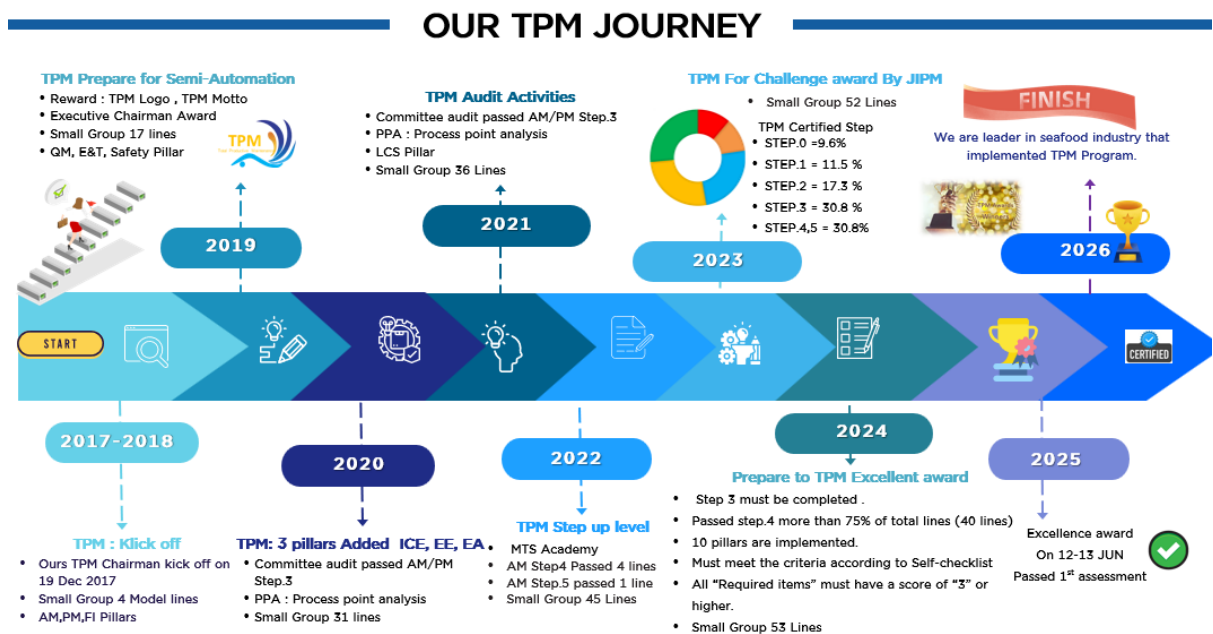 OUR TPM JOURNEY
TPM Prepare for Semi-Automation
• Reward : TPM Logo , TPM Motto
• Executive Chairman Award
• Small Group 17 lines
• QM, E&T, Safety Pillar
TPM
2019
TPM Audit Activities
• Committee audit passed AM/PM Step.3
• PPA : Process point analysis
• LCS Pillar
• Small Group 36 Lines
2021
TPM For Challenge award By JIPM
• Small Group 52 Lines
TPM Certified Step
• STEP.0 =9.6%
• STEP.1 = 11.5 %
• STEP.2 = 17.3 %
• STEP.3 = 30.8 %
• STEP.4,5 = 30.8%
2023
FINISH
We are leader in seafood industry that
implemented TPM Program.
2026
START
CERTIFIED
2017-2018
TPM : Klick off
• Ours TPM Chairman kick off on
19 Dec 2017
• Small Group 4 Model lines
• AM,PM,FI Pillars
2020
TPM: 3 pillars Added ICE, EE, EA
• Committee audit passed AM/PM
Step.3
• PPA : Process point analysis
• Small Group 31 lines
2022
TPM Step up level
• MTS Academy
• AM Step4 Passed 4 lines
• AM Step.5 passed 1 line
• Small Group 45 Lines
2024
Prepare to TPM Excellent award
• Step 3 must be completed .
• Passed step.4 more than 75% of total lines (40 lines)
• 10 pillars are implemented.
• Must meet the criteria according to Self-checklist
• All “Required items” must have a score of “3” or
higher.
• Small Group 53 Lines
2025
Excellence award
On 12-13 JUN
Passed 1st assessment